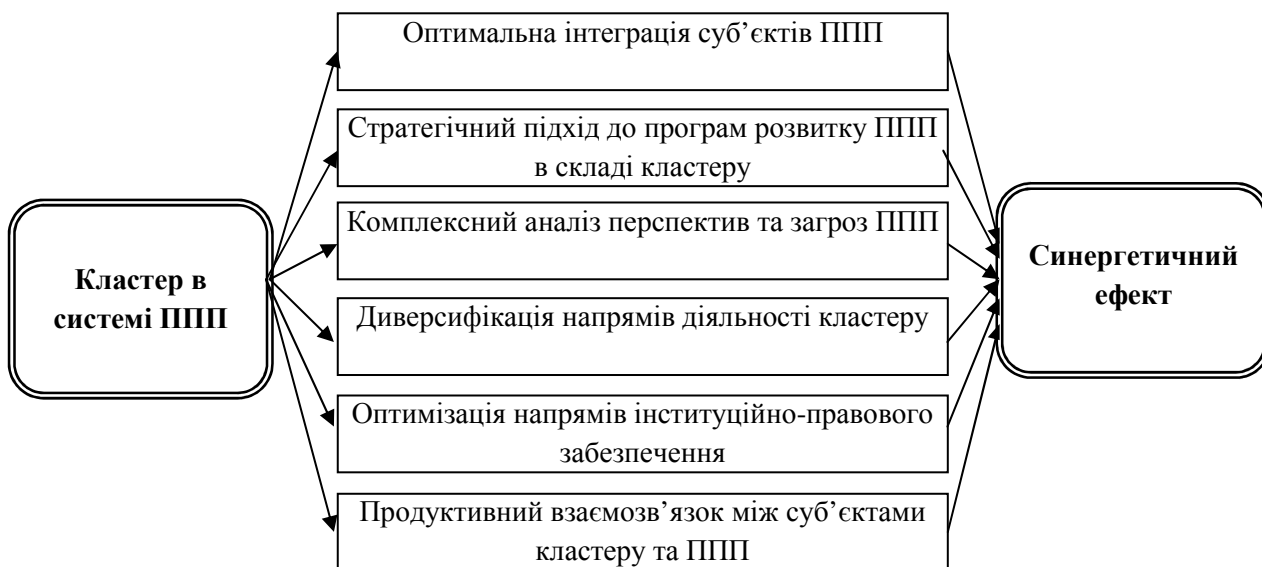 Кластер в
системі ППП
Оптимальна інтеграція суб’єктів ППП
Стратегічний підхід до програм розвитку ППП
в складі кластеру
Комплексний аналіз перспектив та загроз ППП
Диверсифікація напрямів діяльності кластеру
Оптимізація напрямів інституційно-правового
забезпечення
Продуктивний взаємозв’язок між суб’єктами
кластеру та ППП
Синергетичний
ефект